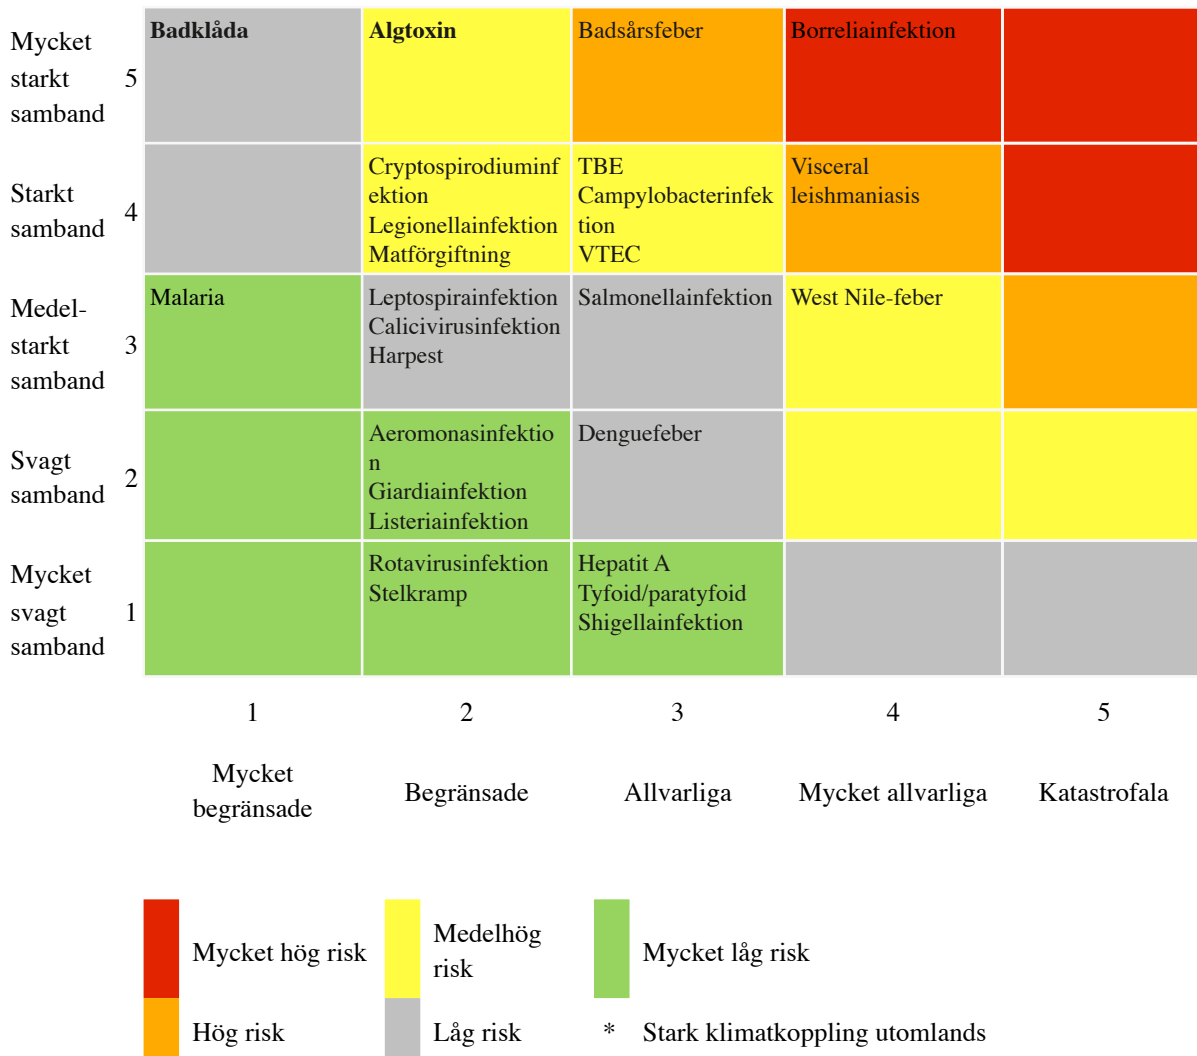 Mycket
starkt
samband
5
Badklåda
Algtoxin
Badsårsfeber
Borreliainfektion
Starkt
samband
4
Cryptospirodiuminf
ektion
Legionellainfektion
Matförgiftning
TBE
Campylobacterinfek
tion
VTEC
Visceral
leishmaniasis
Medel-
starkt
samband
3
Malaria
Leptospirainfektion
Calicivirusinfektion
Harpest
Salmonellainfektion
West Nile-feber
Svagt
samband
2
Aeromonasinfektio
n
Giardiainfektion
Listeriainfektion
Denguefeber
Mycket
svagt
samband
1
Rotavirusinfektion
Stelkramp
Hepatit A
Tyfoid/paratyfoid
Shigellainfektion
1
2
3
4
5
Mycket
begränsade
Begränsade
Allvarliga
Mycket allvarliga
Katastrofala
Mycket hög risk
Medelhög
risk
Mycket låg risk
Hög risk
Låg risk
* Stark klimatkoppling utomlands